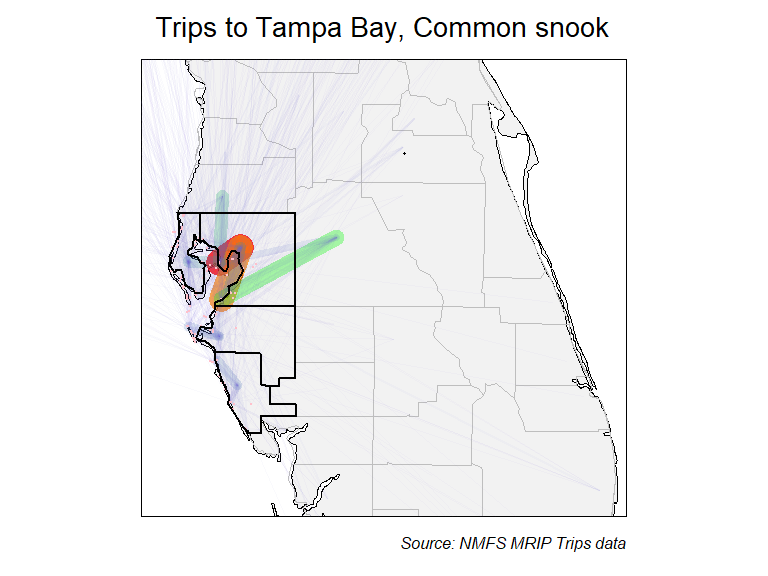 Trips to Tampa Bay, Common snook
Source: NMFS MRIP Trips data